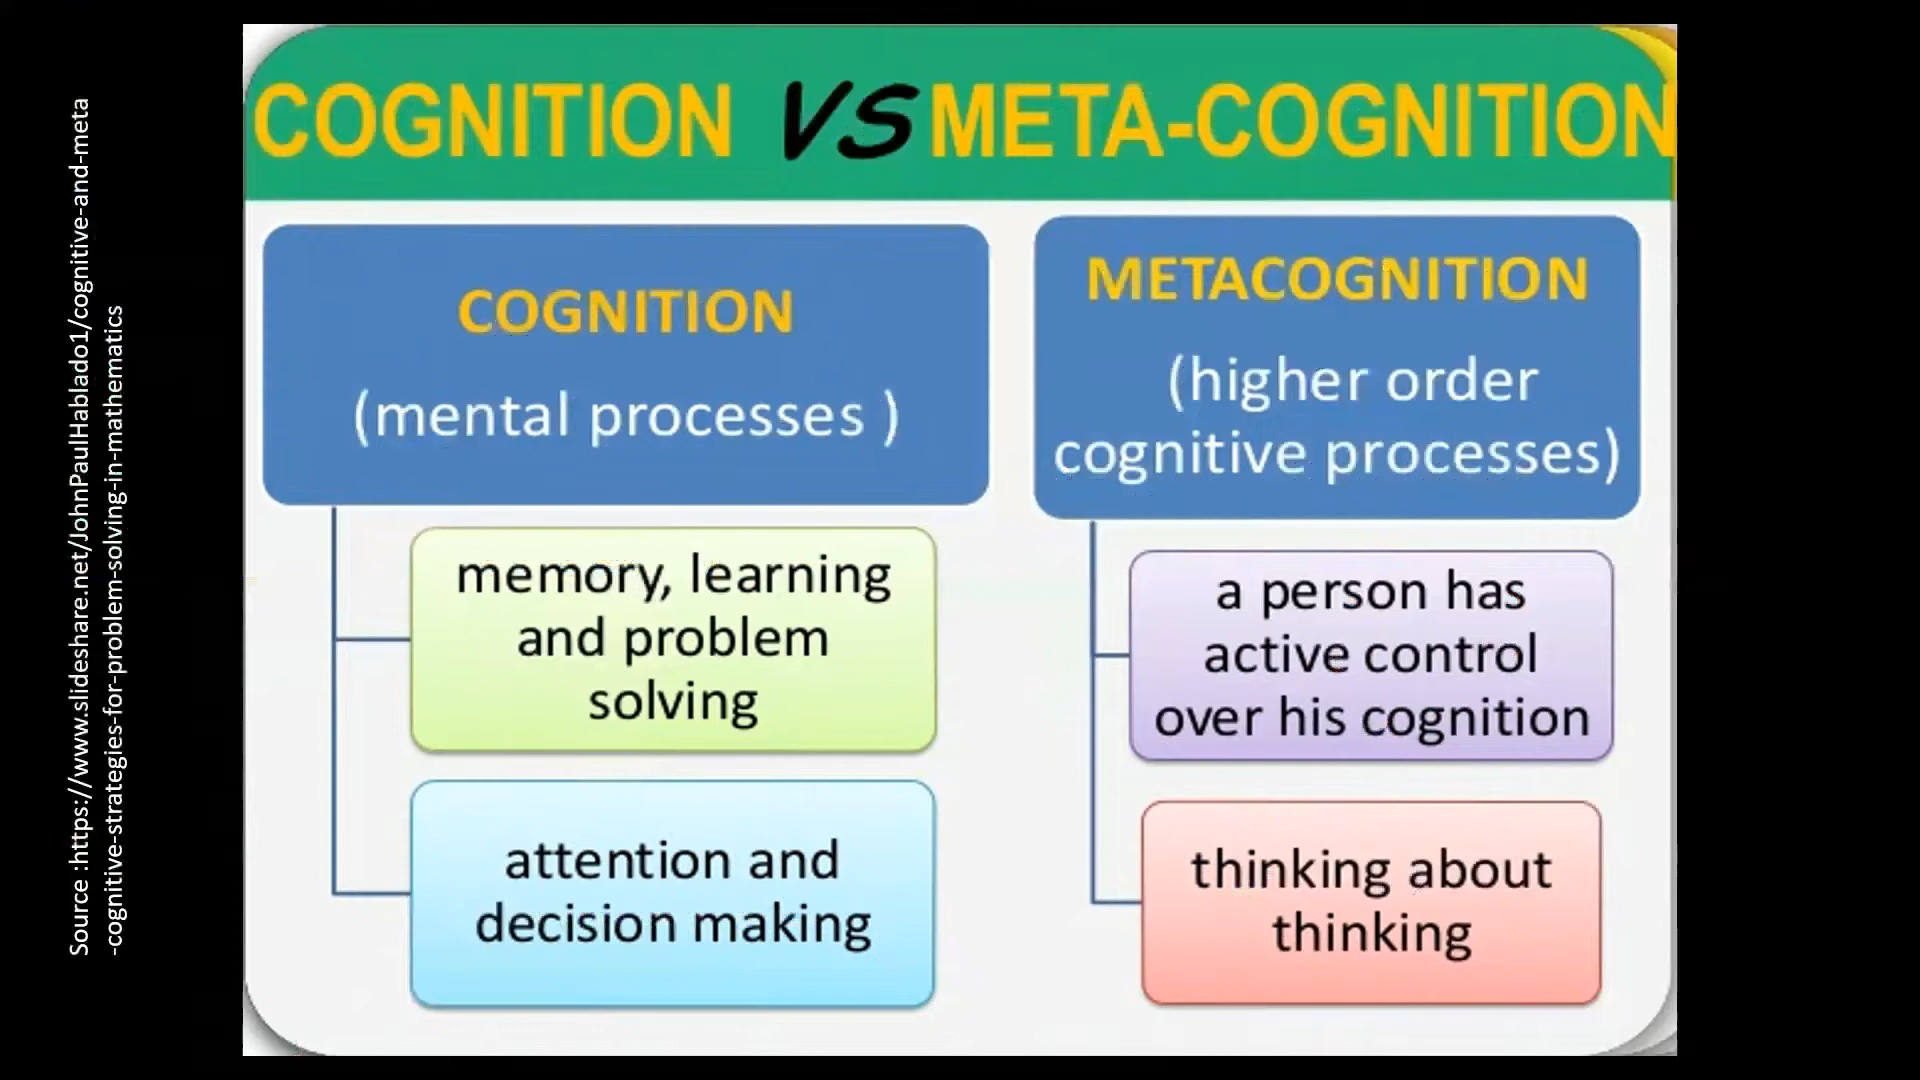 COGNITION VS META-COGNITION
COGNITION
(mental processes )
memory, learning
and problem
solving
attention and
decision making
METACOGNITION
(higher order
cognitive processes)
a person has
active control
over his cognition
thinking about
thinking
Source :https://www.slideshare.net/JohnPaulHablado1/cognitive-and-meta
-cognitive-strategies-for-problem-solving-in-mathematics